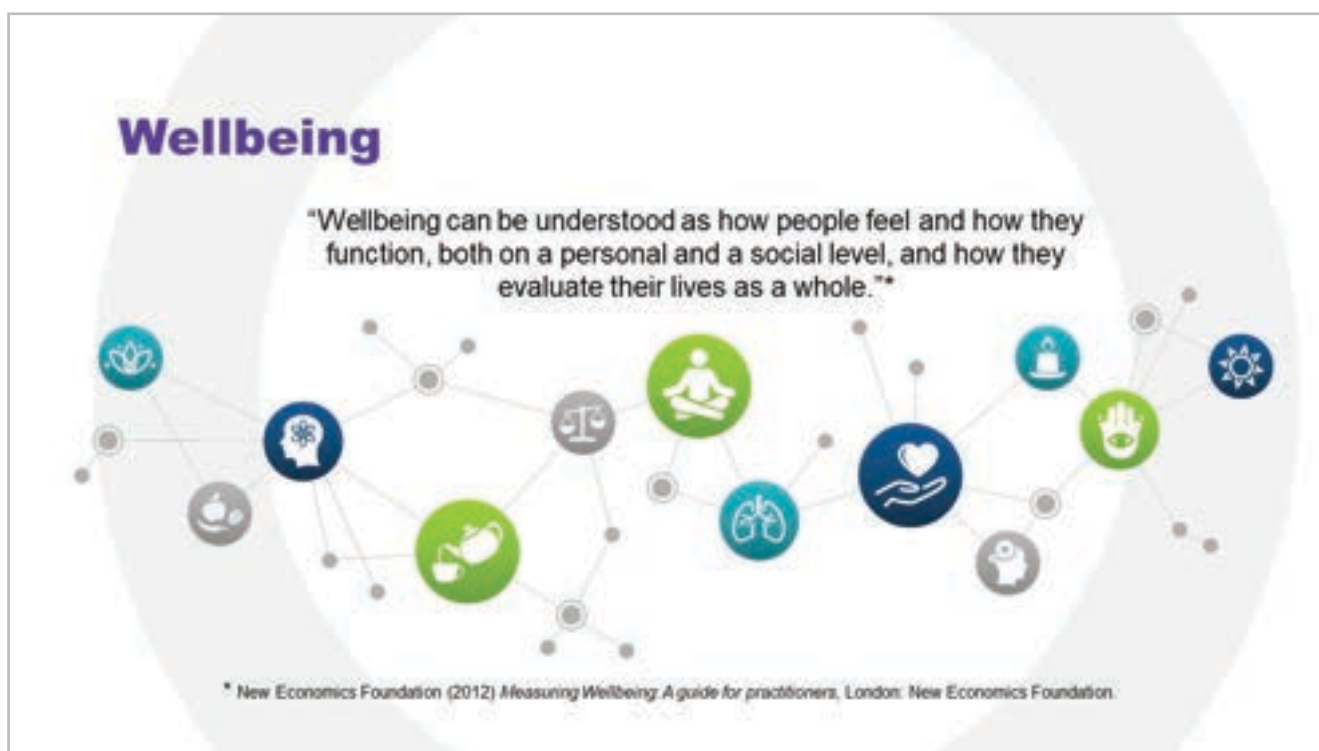 Wellbeing
"Wellbeing can be understood as how people feel and how they
function, both on a personal and a social level, and how they
evaluate their lives as a whole."*
* New Economics Foundation (2012) Measuring Wellbeing: A guide for practitioners, London: New Economics Foundation.